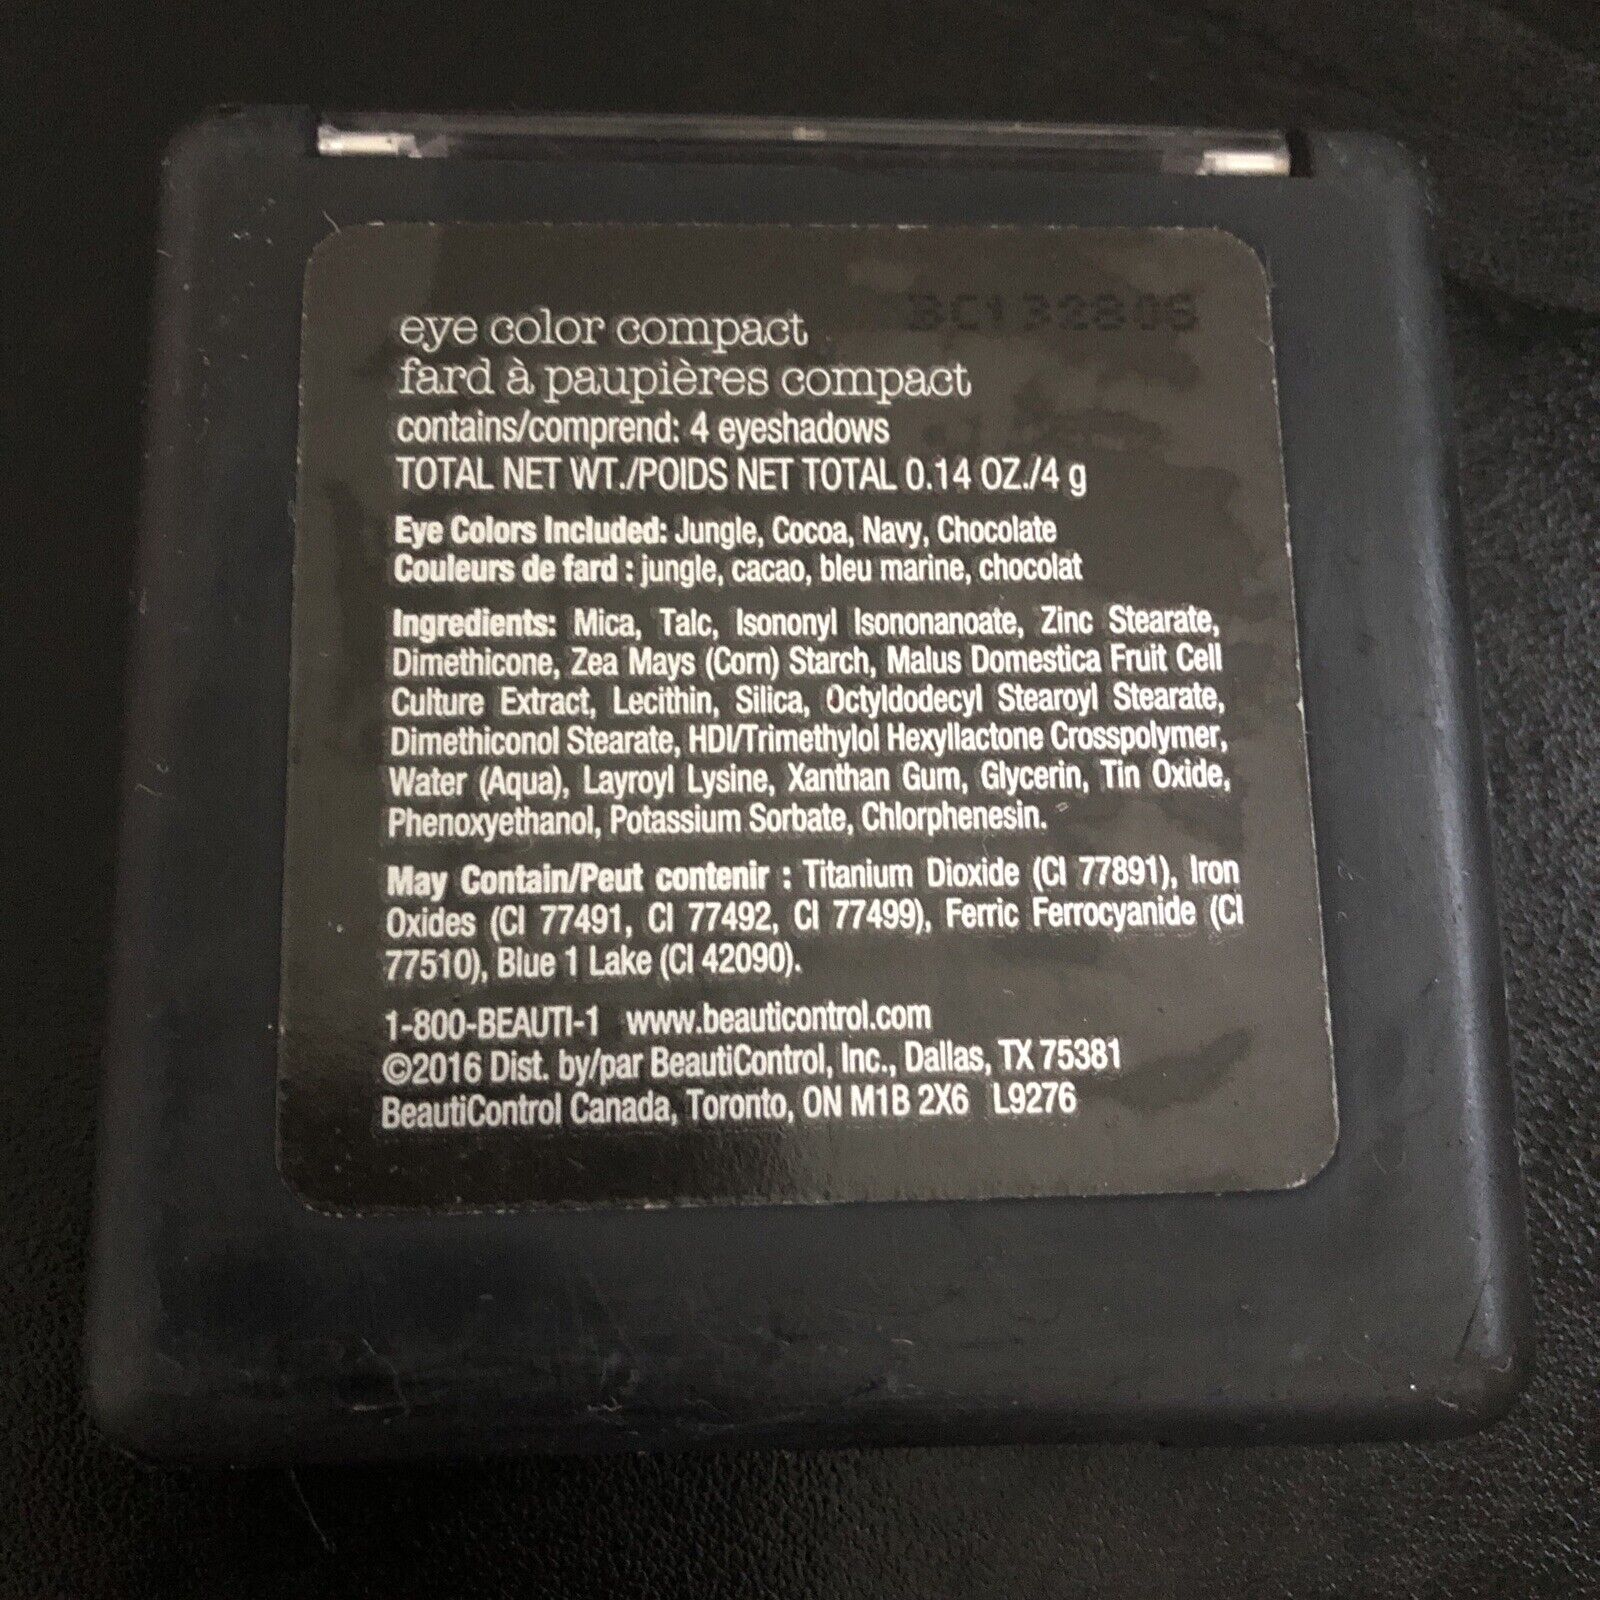 BC132806
eye color compact
fard à paupières compact
contains/comprend: 4 eyeshadows
TOTAL NET WT./POIDS NET TOTAL 0.14 OZ./4 g
Eye Colors Included: Jungle, Cocoa, Navy, Chocolate
Couleurs de fard : jungle, cacao, bleu marine, chocolat
Ingredients: Mica, Talc, Isononyl Isononanoate, Zinc Stearate,
Dimethicone, Zea Mays (Corn) Starch, Malus Domestica Fruit Cell
Culture Extract, Lecithin, Silica, Octyldodecyl Stearoyl Stearate,
Dimethiconol Stearate, HDI/Trimethylol Hexyllactone Crosspolymer,
Water (Aqua), Layroyl Lysine, Xanthan Gum, Glycerin, Tin Oxide,
Phenoxyethanol, Potassium Sorbate, Chlorphenesin.
May Contain/Peut contenir : Titanium Dioxide (CI 77891), Iron
Oxides (CI 77491, CI 77492, CI 77499), Ferric Ferrocyanide (CI
77510), Blue 1 Lake (CI 42090).
1-800-BEAUTI-1 www.beauticontrol.com
©2016 Dist. by/par BeautiControl, Inc., Dallas, TX 75381
BeautiControl Canada, Toronto, ON M1B 2X6 L9276